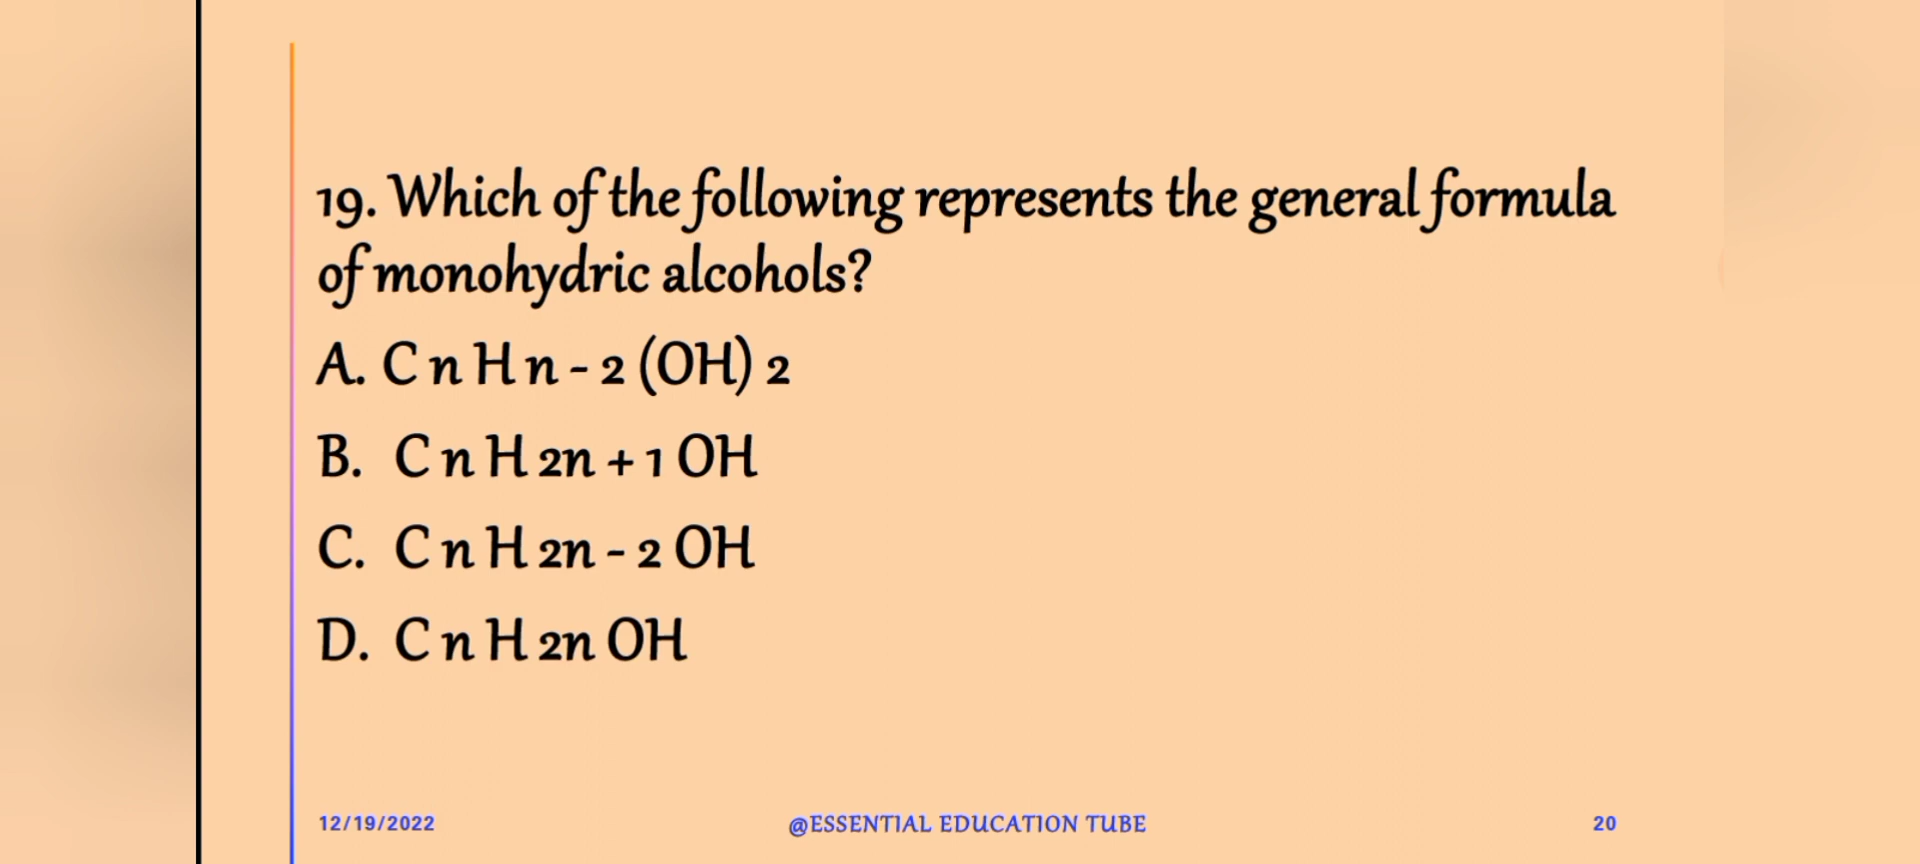 19. Which of the following represents the general formula
of monohydric alcohols?
A. C n H n - 2 (OH) 2
B. C n H 2n + 1 OH
C. C n H 2n - 2 OH
D. C n H 2n OH
12/19/2022 @ESSENTIAL EDUCATION TUBE 20